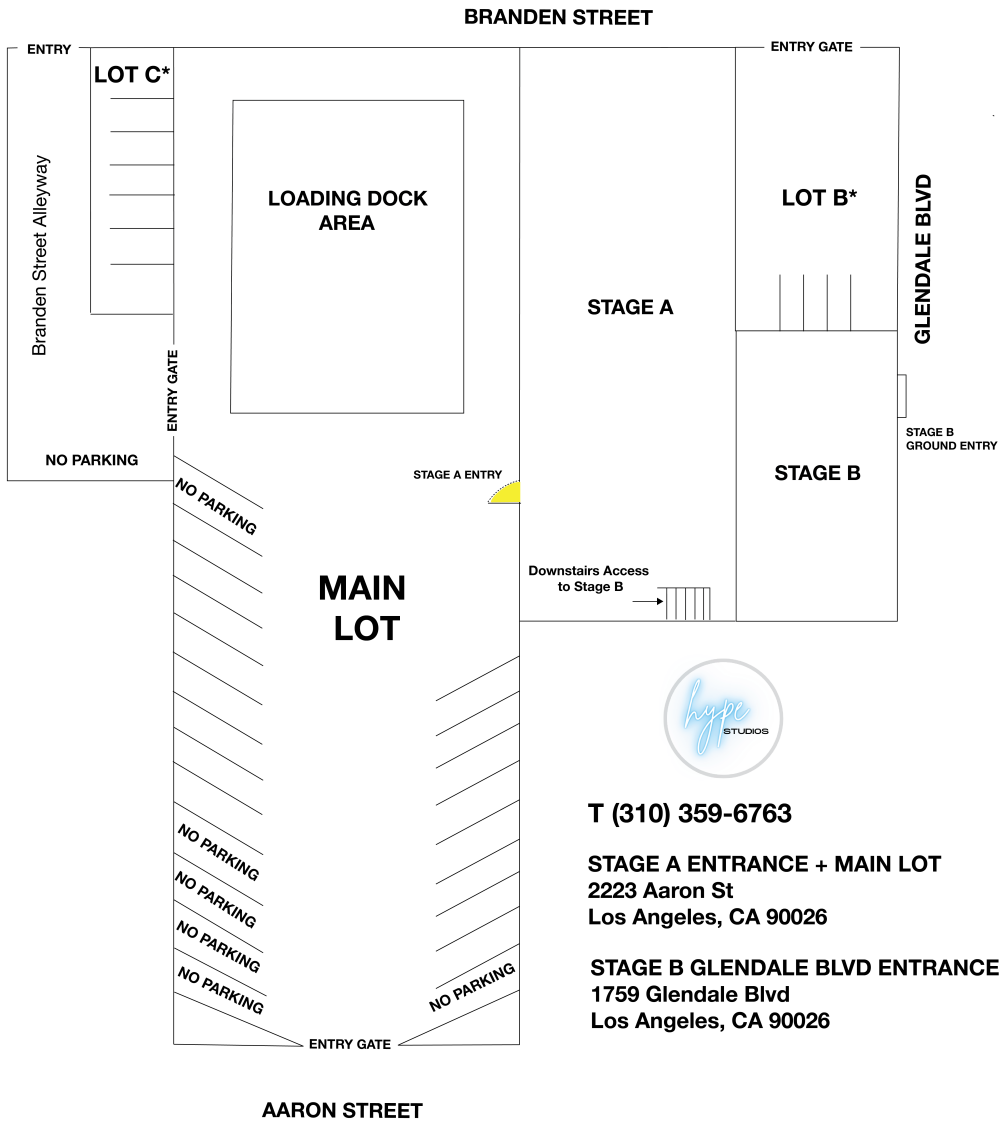 BRANDEN STREET
ENTRY
ENTRY GATE
LOT C*
LOADING DOCK
AREA
LOT B*
Branden Street Alleyway
GLENDALE BLVD
STAGE A
ENTRY GATE
STAGE B
GROUND ENTRY
NO PARKING
STAGE A ENTRY
STAGE B
NO PARKING
Downstairs Access
to Stage B
MAIN
LOT
hype
STUDIOS
T (310) 359-6763
NO PARKING
STAGE A ENTRANCE + MAIN LOT
2223 Aaron St
Los Angeles, CA 90026
NO PARKING
NO PARKING
NO PARKING
NO PARKING
STAGE B GLENDALE BLVD ENTRANCE
1759 Glendale Blvd
Los Angeles, CA 90026
ENTRY GATE
AARON STREET